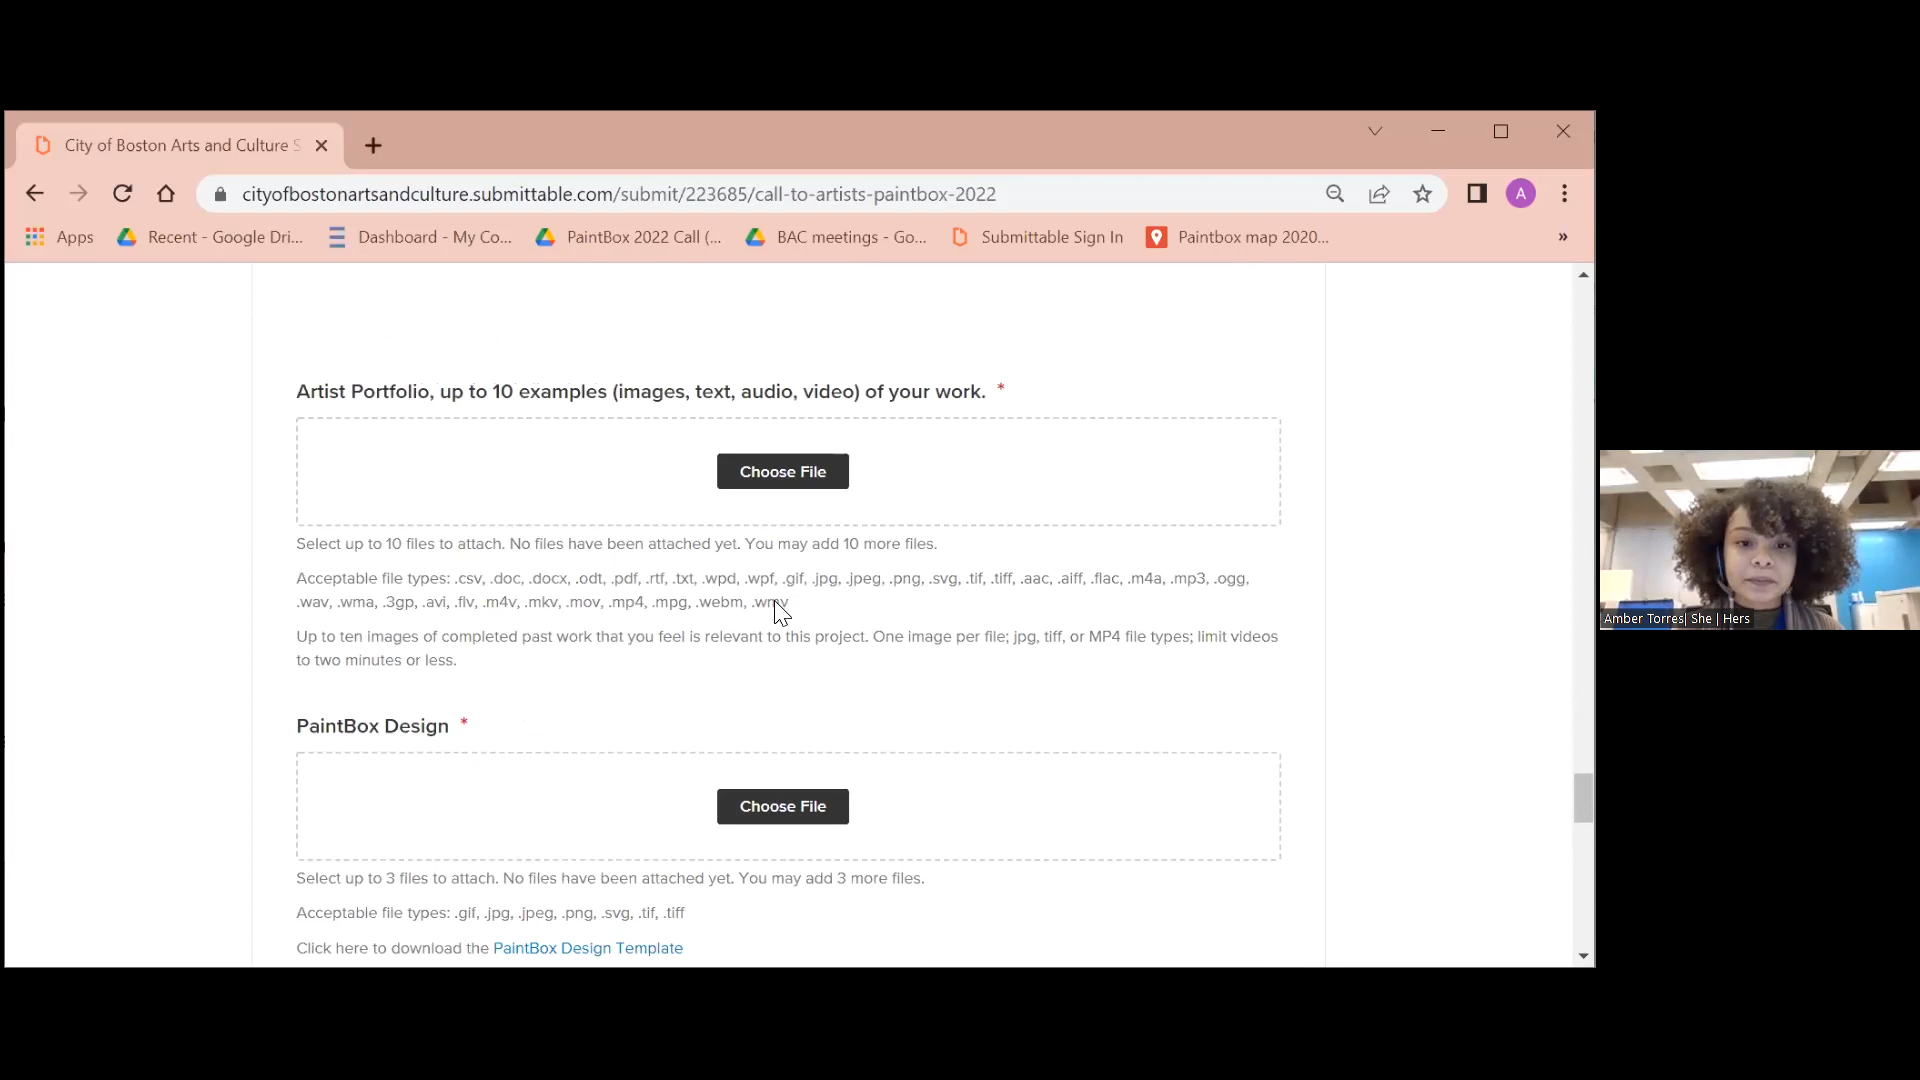 City of Boston Arts and Culture S
cityofbostonartsandculture.submittable.com/submit/223685/call-to-artists-paintbox-2022
A
Apps
Recent - Google Dri...
Dashboard - My Co...
PaintBox 2022 Call (...
BAC meetings - Go...
Submittable Sign In
Paintbox map 2020...
»
Artist Portfolio, up to 10 examples (images, text, audio, video) of your work. *
Choose File
Select up to 10 files to attach. No files have been attached yet. You may add 10 more files.
Acceptable file types: .csv, .doc, .docx, .odt, .pdf, .rtf, .txt, .wpd, .wpf, .gif, .jpg, .jpeg, .png, .svg, .tif, .tiff, .aac, .aiff, .flac, .m4a, .mp3, .ogg,
.wav, .wma, .3gp, .avi, .flv, .m4v, .mkv, .mov, .mp4, .mpg, .webm, .wmv
Up to ten images of completed past work that you feel is relevant to this project. One image per file; jpg, tiff, or MP4 file types; limit videos
to two minutes or less.
PaintBox Design *
Choose File
Select up to 3 files to attach. No files have been attached yet. You may add 3 more files.
Acceptable file types: .gif, .jpg, .jpeg, .png, .svg, .tif, .tiff
Click here to download the PaintBox Design Template
Amber Torres| She | Hers